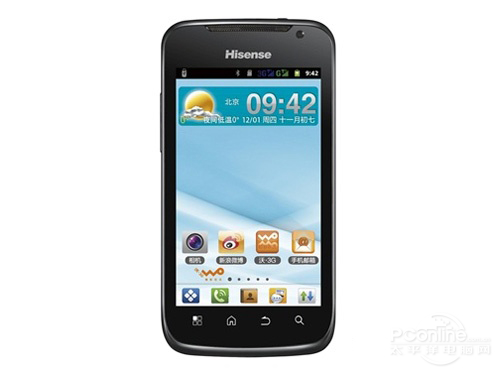 Hisense
3G G 9:42
北京 09:42
夜间低温0° 12/01 周四 十一月初七
相机 新浪微博 沃·3G 手机邮箱
PConline
太平洋电脑网